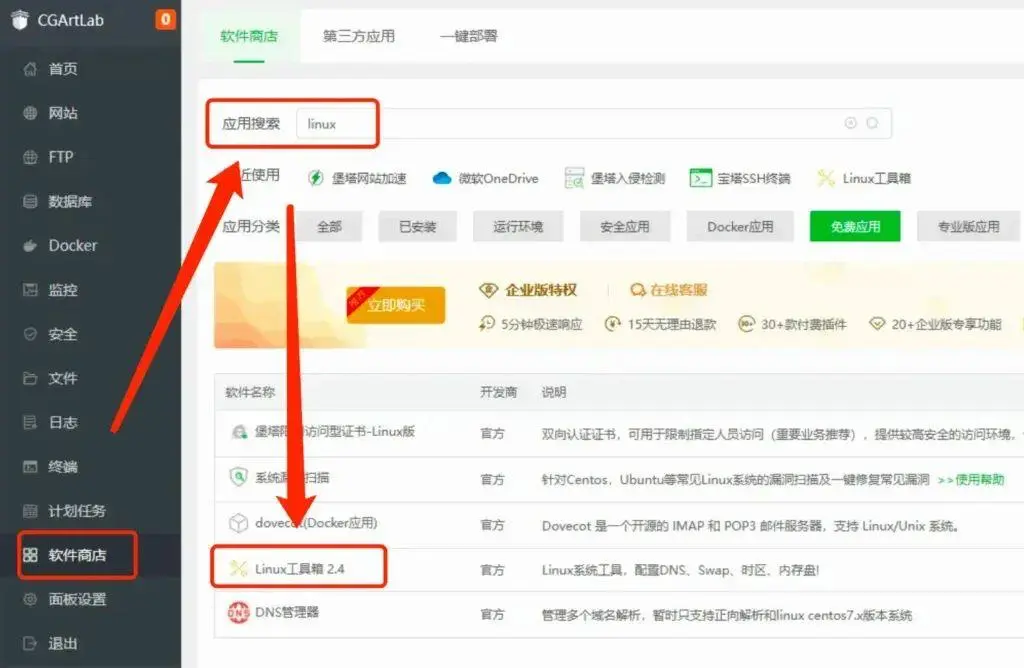 CGArtLab 0
首页
网站
FTP
数据库
Docker
监控
安全
文件
日志
终端
计划任务
软件商店
面板设置
退出
软件商店 第三方应用 一键部署
应用搜索 linux
近使用 堡塔网站加速 微软OneDrive 堡塔入侵检测 宝塔SSH终端 Linux工具箱
应用分类 全部 已安装 运行环境 安全应用 Docker应用 免费应用 专业版应用
推荐 立即购买 企业版特权 在线客服
5分钟极速响应 15天无理由退款 30+款付费插件 20+企业版专享功能
软件名称 开发商 说明
堡塔限 访问型证书-Linux版 官方 双向认证证书，可用于限制指定人员访问（重要业务推荐），提供较高安全的访问环境，
系统漏 扫描 官方 针对Centos、Ubuntu等常见Linux系统的漏洞扫描及一键修复常见漏洞 >>使用帮助
dovecot(Docker应用) 官方 Dovecot 是一个开源的 IMAP 和 POP3 邮件服务器，支持 Linux/Unix 系统。
Linux工具箱 2.4 官方 Linux系统工具，配置DNS、Swap、时区、内存盘!
DNS DNS管理器 官方 管理多个域名解析，暂时只支持正向解析和linux centos7.x版本系统